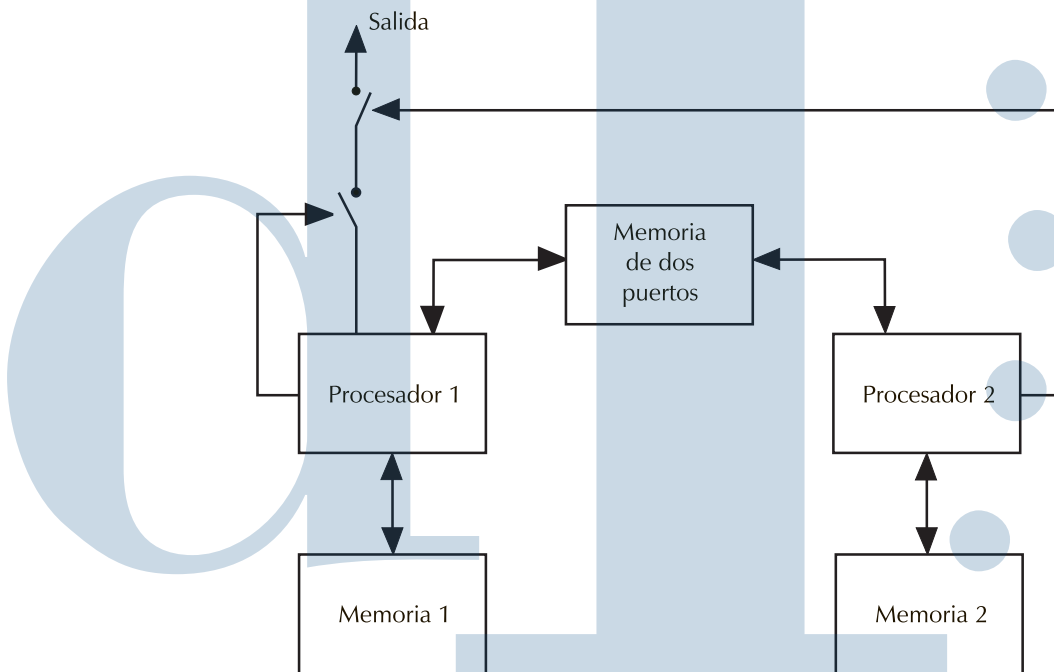 Salida
Memoria
de dos
puertos
Procesador 1
Procesador 2
Memoria 1
Memoria 2